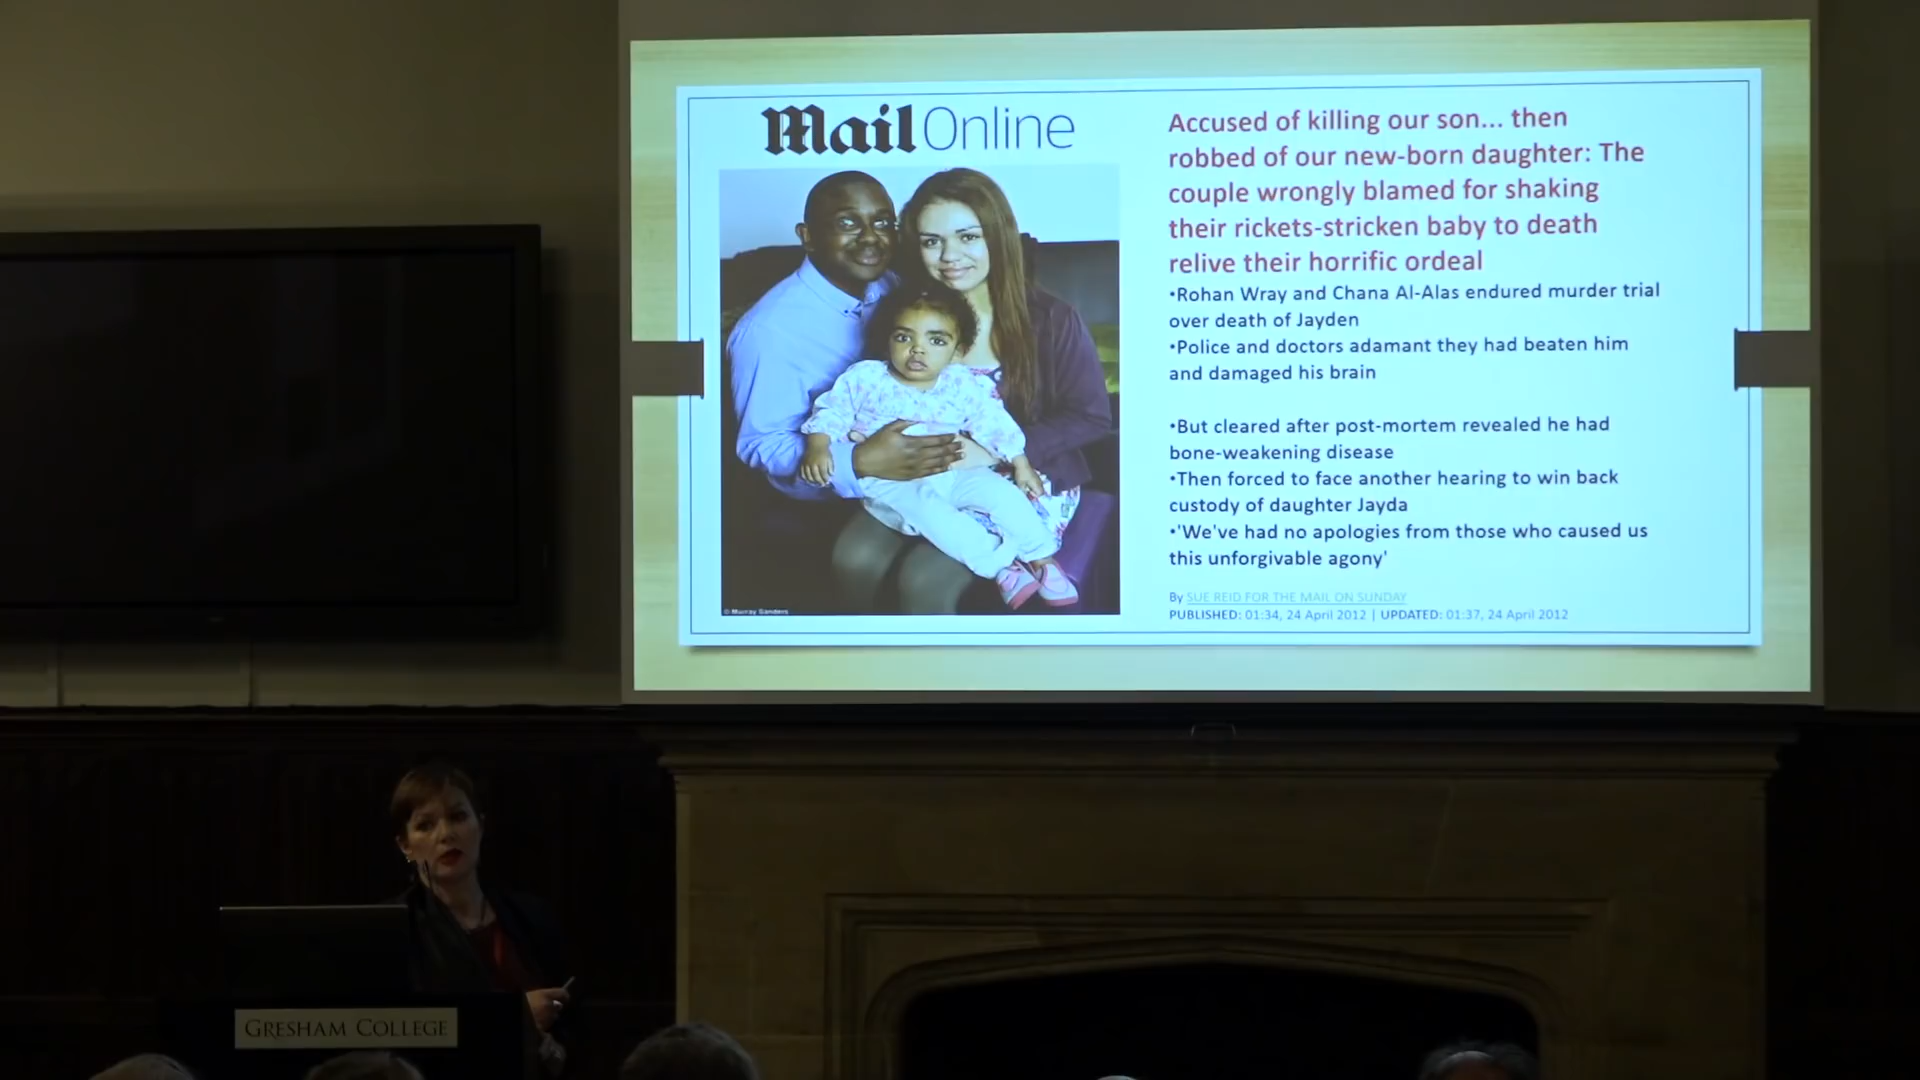 Mail Online
Accused of killing our son... then
robbed of our new-born daughter: The
couple wrongly blamed for shaking
their rickets-stricken baby to death
relive their horrific ordeal
•Rohan Wray and Chana Al-Alas endured murder trial
over death of Jayden
•Police and doctors adamant they had beaten him
and damaged his brain
•But cleared after post-mortem revealed he had
bone-weakening disease
•Then forced to face another hearing to win back
custody of daughter Jayda
•'We've had no apologies from those who caused us
this unforgivable agony'
By SUE REID FOR THE MAIL ON SUNDAY
PUBLISHED: 01:34, 24 April 2012 | UPDATED: 01:37, 24 April 2012
© Murray Sanders
GRESHAM COLLEGE